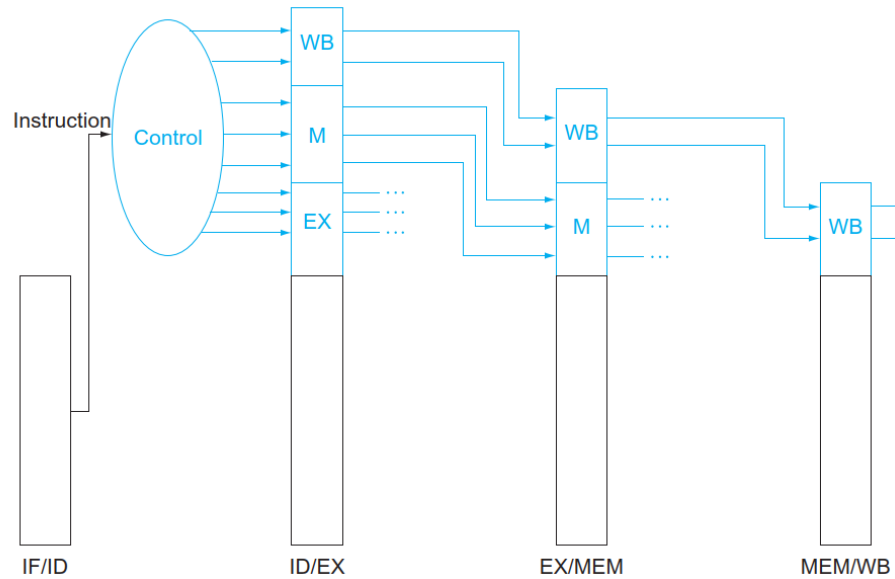 WB
Instruction
Control
M
WB
EX
...
...
...
M
...
...
...
WB
IF/ID
ID/EX
EX/MEM
MEM/WB